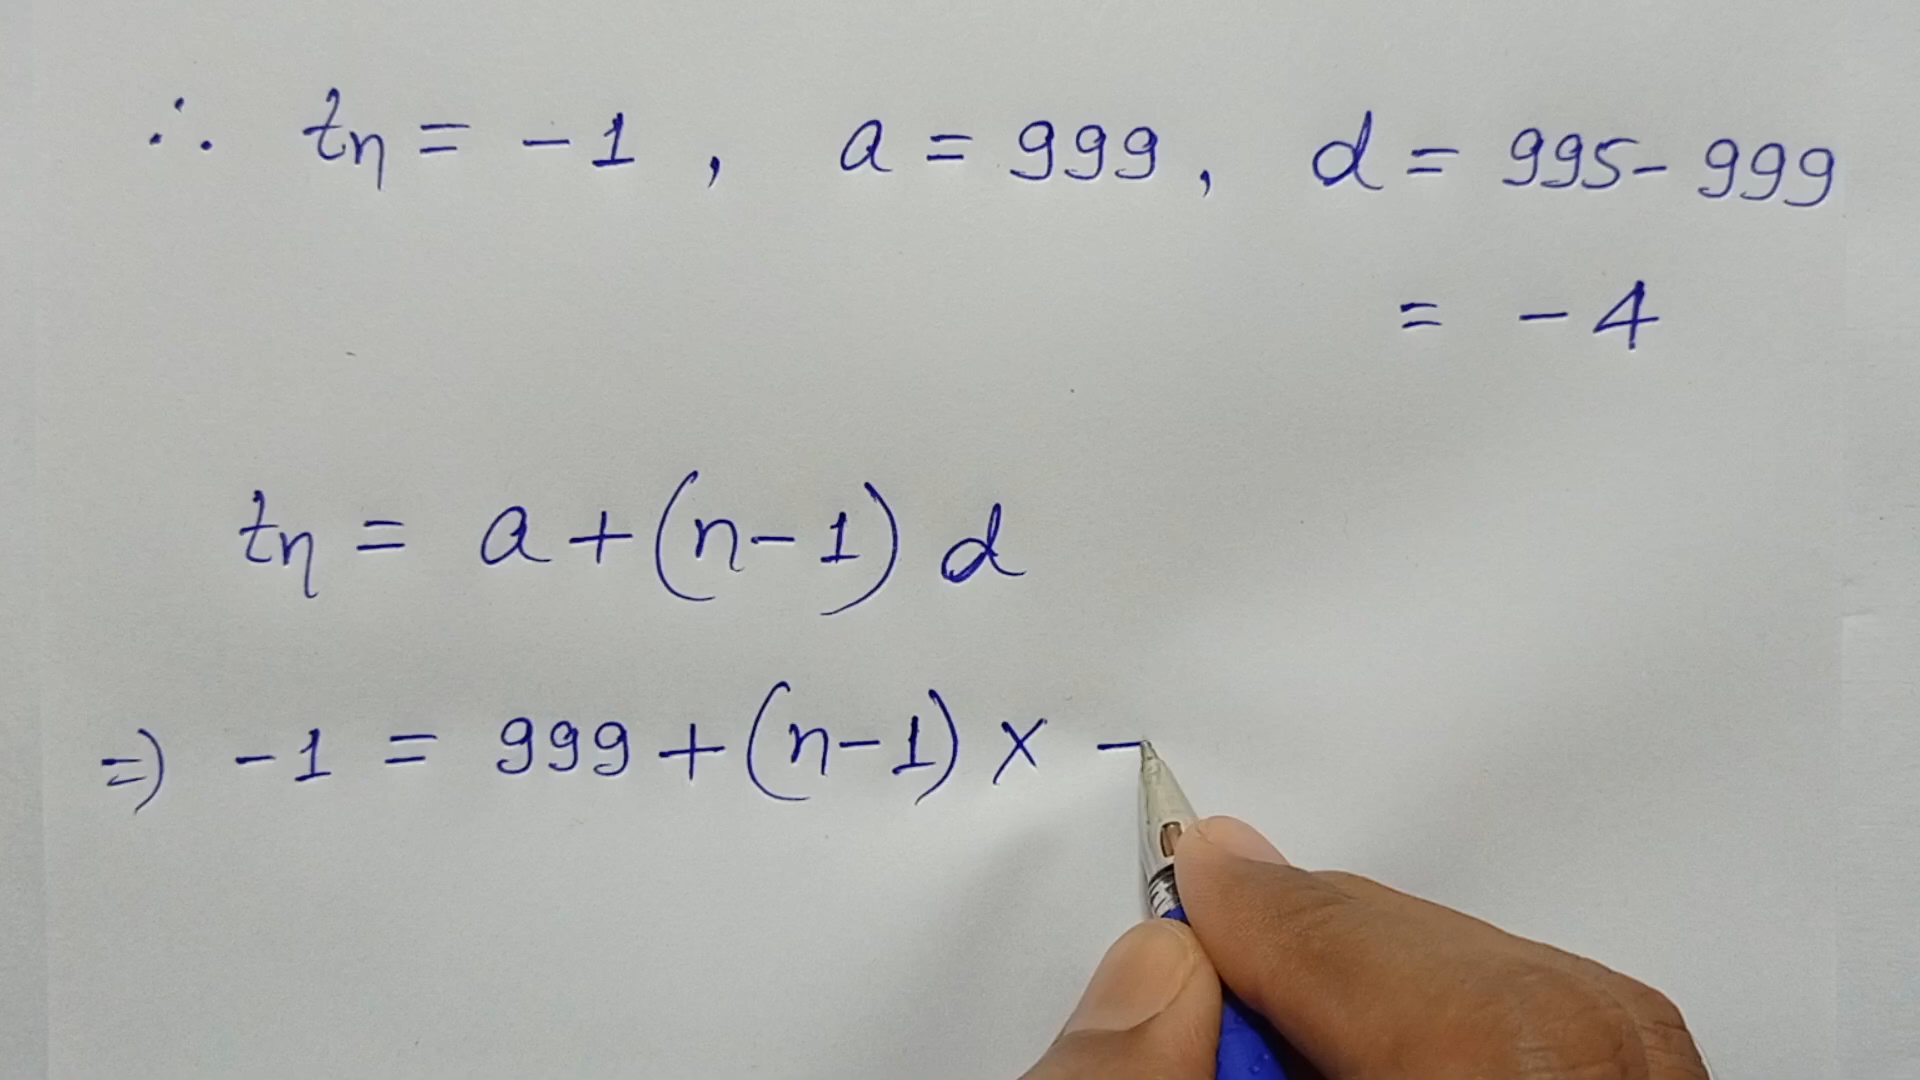 ∴ tn = -1 , a = 999 , d = 995 - 999
= - 4
tn = a + (n-1) d
⇒ -1 = 999 + (n-1) × -